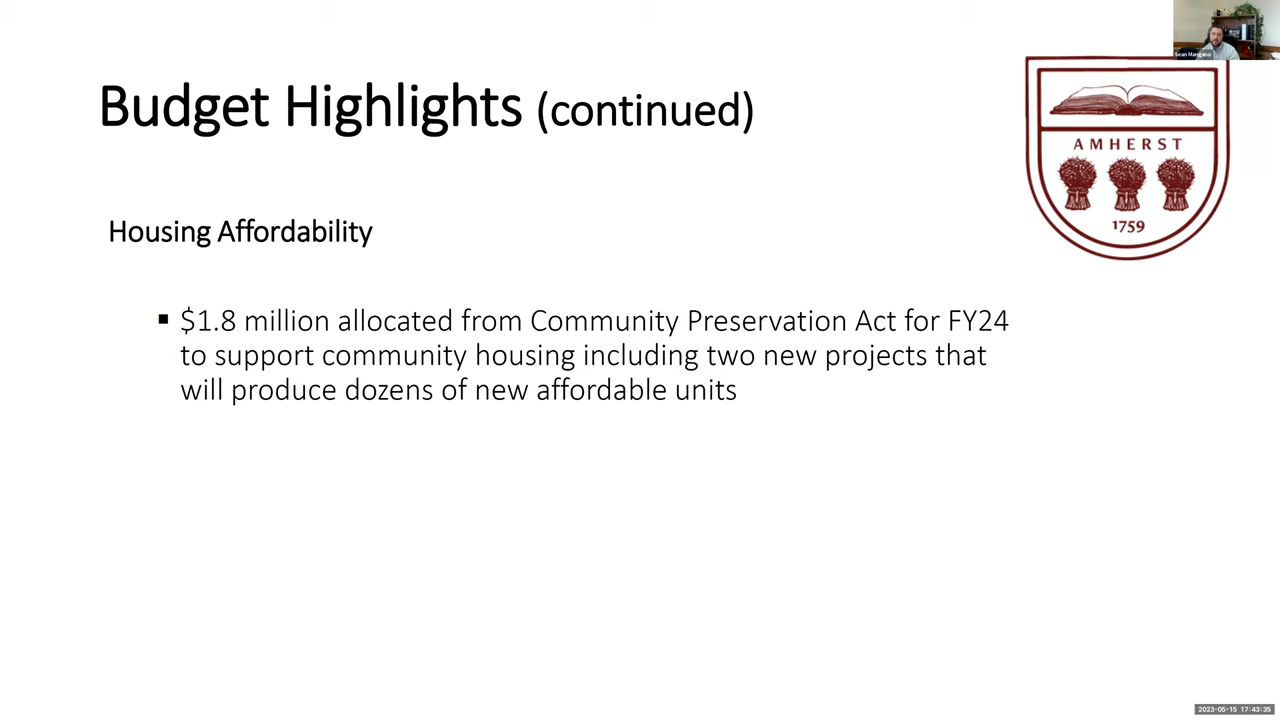 Sean Mangano
Budget Highlights (continued)
AMHERST
1759
Housing Affordability
▪ $1.8 million allocated from Community Preservation Act for FY24
to support community housing including two new projects that
will produce dozens of new affordable units
2023-05-15 17:43:35